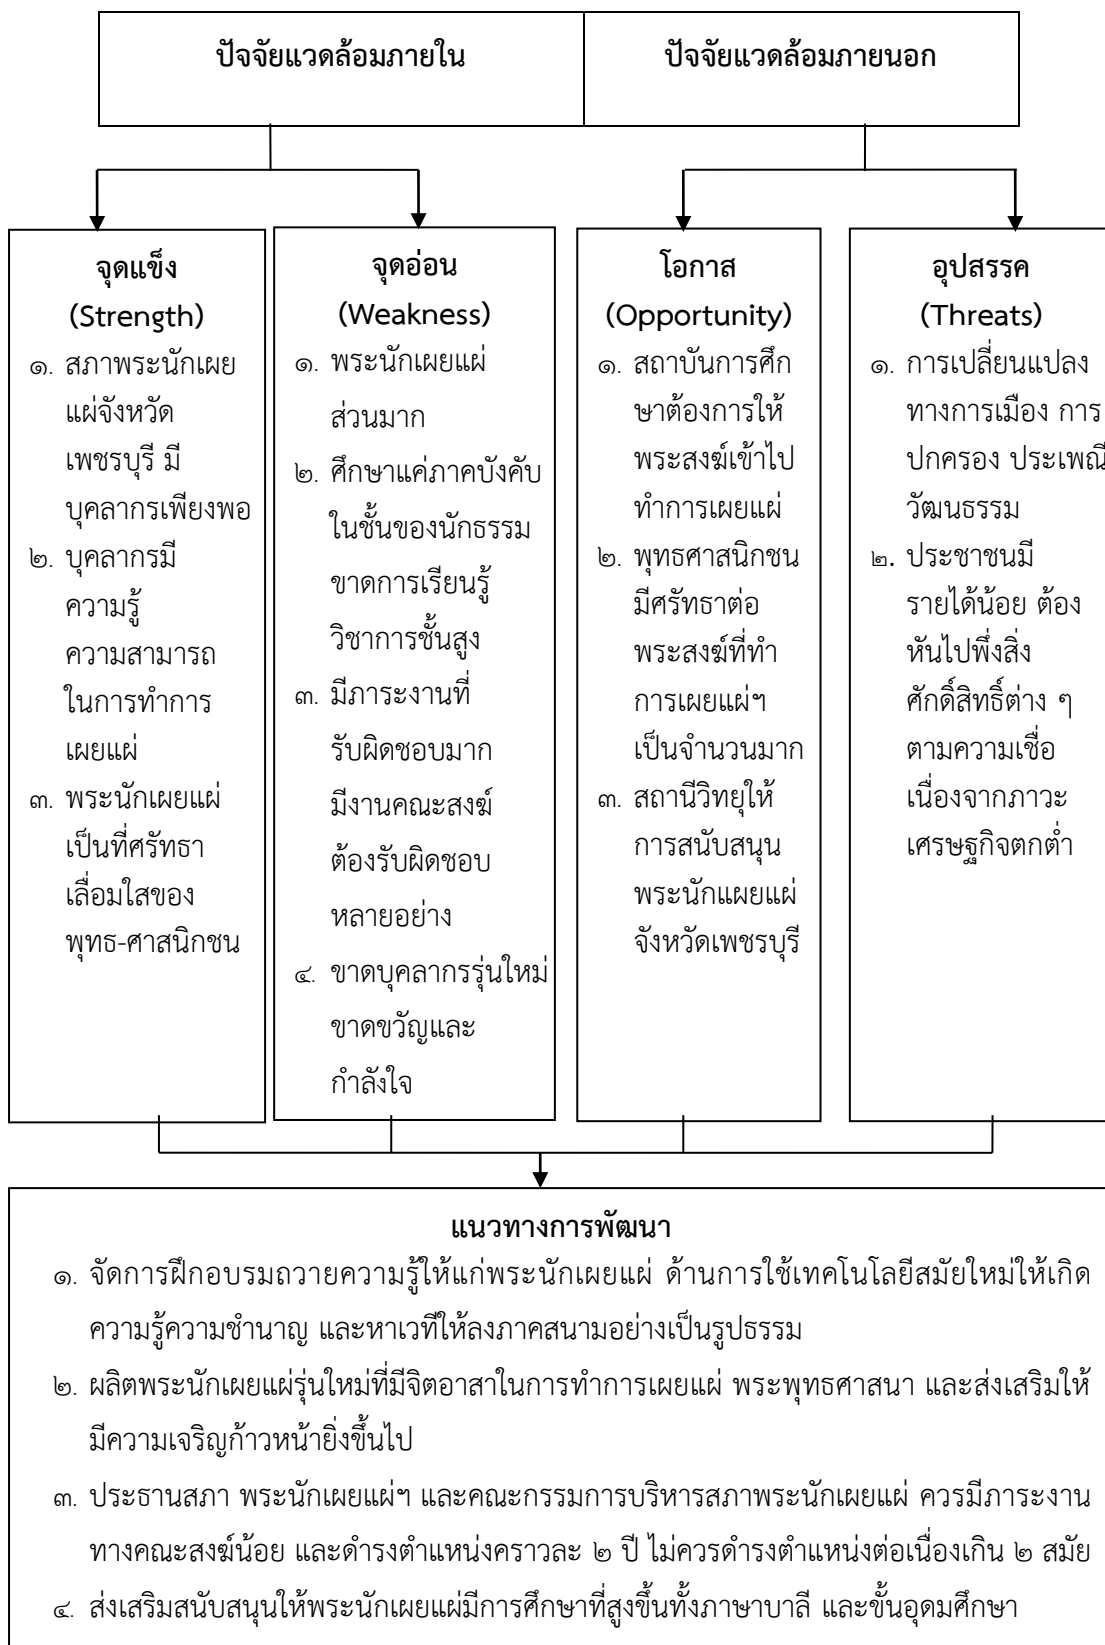 ปัจจัยแวดล้อมภายใน
ปัจจัยแวดล้อมภายนอก
จุดแข็ง
(Strength)
๑. สภาพระนักเผย
แผ่จังหวัด
เพชรบุรี มี
บุคลากรเพียงพอ
๒. บุคลากรมี
ความรู้
ความสามารถ
ในการทำการ
เผยแผ่
๓. พระนักเผยแผ่
เป็นที่ศรัทธา
เลื่อมใสของ
พุทธ-ศาสนิกชน
จุดอ่อน
(Weakness)
๑. พระนักเผยแผ่
ส่วนมาก
๒. ศึกษาแค่ภาคบังคับ
ในชั้นของนักธรรม
ขาดการเรียนรู้
วิชาการชั้นสูง
๓. มีภาระงานที่
รับผิดชอบมาก
มีงานคณะสงฆ์
ต้องรับผิดชอบ
หลายอย่าง
๔. ขาดบุคลากรรุ่นใหม่
ขาดขวัญและ
กำลังใจ
โอกาส
(Opportunity)
๑. สถาบันการศึก
ษาต้องการให้
พระสงฆ์เข้าไป
ทำการเผยแผ่
๒. พุทธศาสนิกชน
มีศรัทธาต่อ
พระสงฆ์ที่ทำ
การเผยแผ่ฯ
เป็นจำนวนมาก
๓. สถานีวิทยุให้
การสนับสนุน
พระนักแผยแผ่
จังหวัดเพชรบุรี
อุปสรรค
(Threats)
๑. การเปลี่ยนแปลง
ทางการเมือง การ
ปกครอง ประเพณี
วัฒนธรรม
๒. ประชาชนมี
รายได้น้อย ต้อง
หันไปพึ่งสิ่ง
ศักดิ์สิทธิ์ต่าง ๆ
ตามความเชื่อ
เนื่องจากภาวะ
เศรษฐกิจตกต่ำ
แนวทางการพัฒนา
๑. จัดการฝึกอบรมถวายความรู้ให้แก่พระนักเผยแผ่ ด้านการใช้เทคโนโลยีสมัยใหม่ให้เกิด
ความรู้ความชำนาญ และหาเวทีให้ลงภาคสนามอย่างเป็นรูปธรรม
๒. ผลิตพระนักเผยแผ่รุ่นใหม่ที่มีจิตอาสาในการทำการเผยแผ่ พระพุทธศาสนา และส่งเสริมให้
มีความเจริญก้าวหน้ายิ่งขึ้นไป
๓. ประธานสภา พระนักเผยแผ่ฯ และคณะกรรมการบริหารสภาพระนักเผยแผ่ ควรมีภาระงาน
ทางคณะสงฆ์น้อย และดำรงตำแหน่งคราวละ ๒ ปี ไม่ควรดำรงตำแหน่งต่อเนื่องเกิน ๒ สมัย
๔. ส่งเสริมสนับสนุนให้พระนักเผยแผ่มีการศึกษาที่สูงขึ้นทั้งภาษาบาลี และขั้นอุดมศึกษา